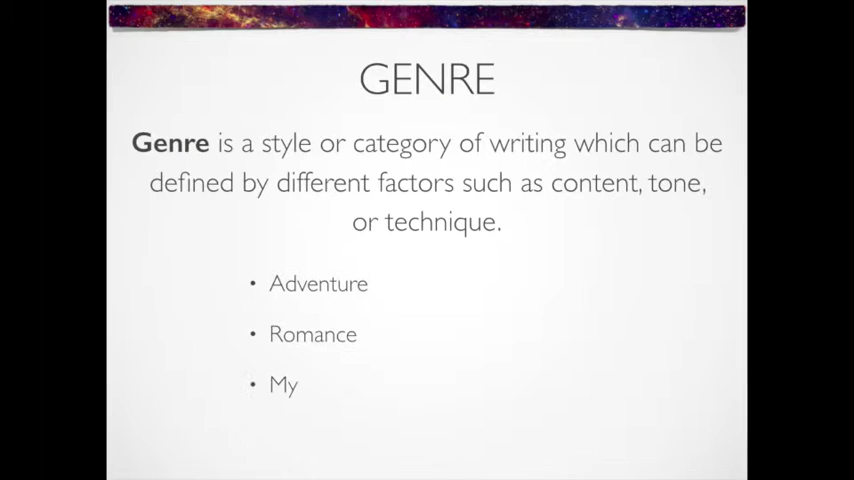 GENRE
Genre is a style or category of writing which can be
defined by different factors such as content, tone,
or technique.
• Adventure
• Romance
• My